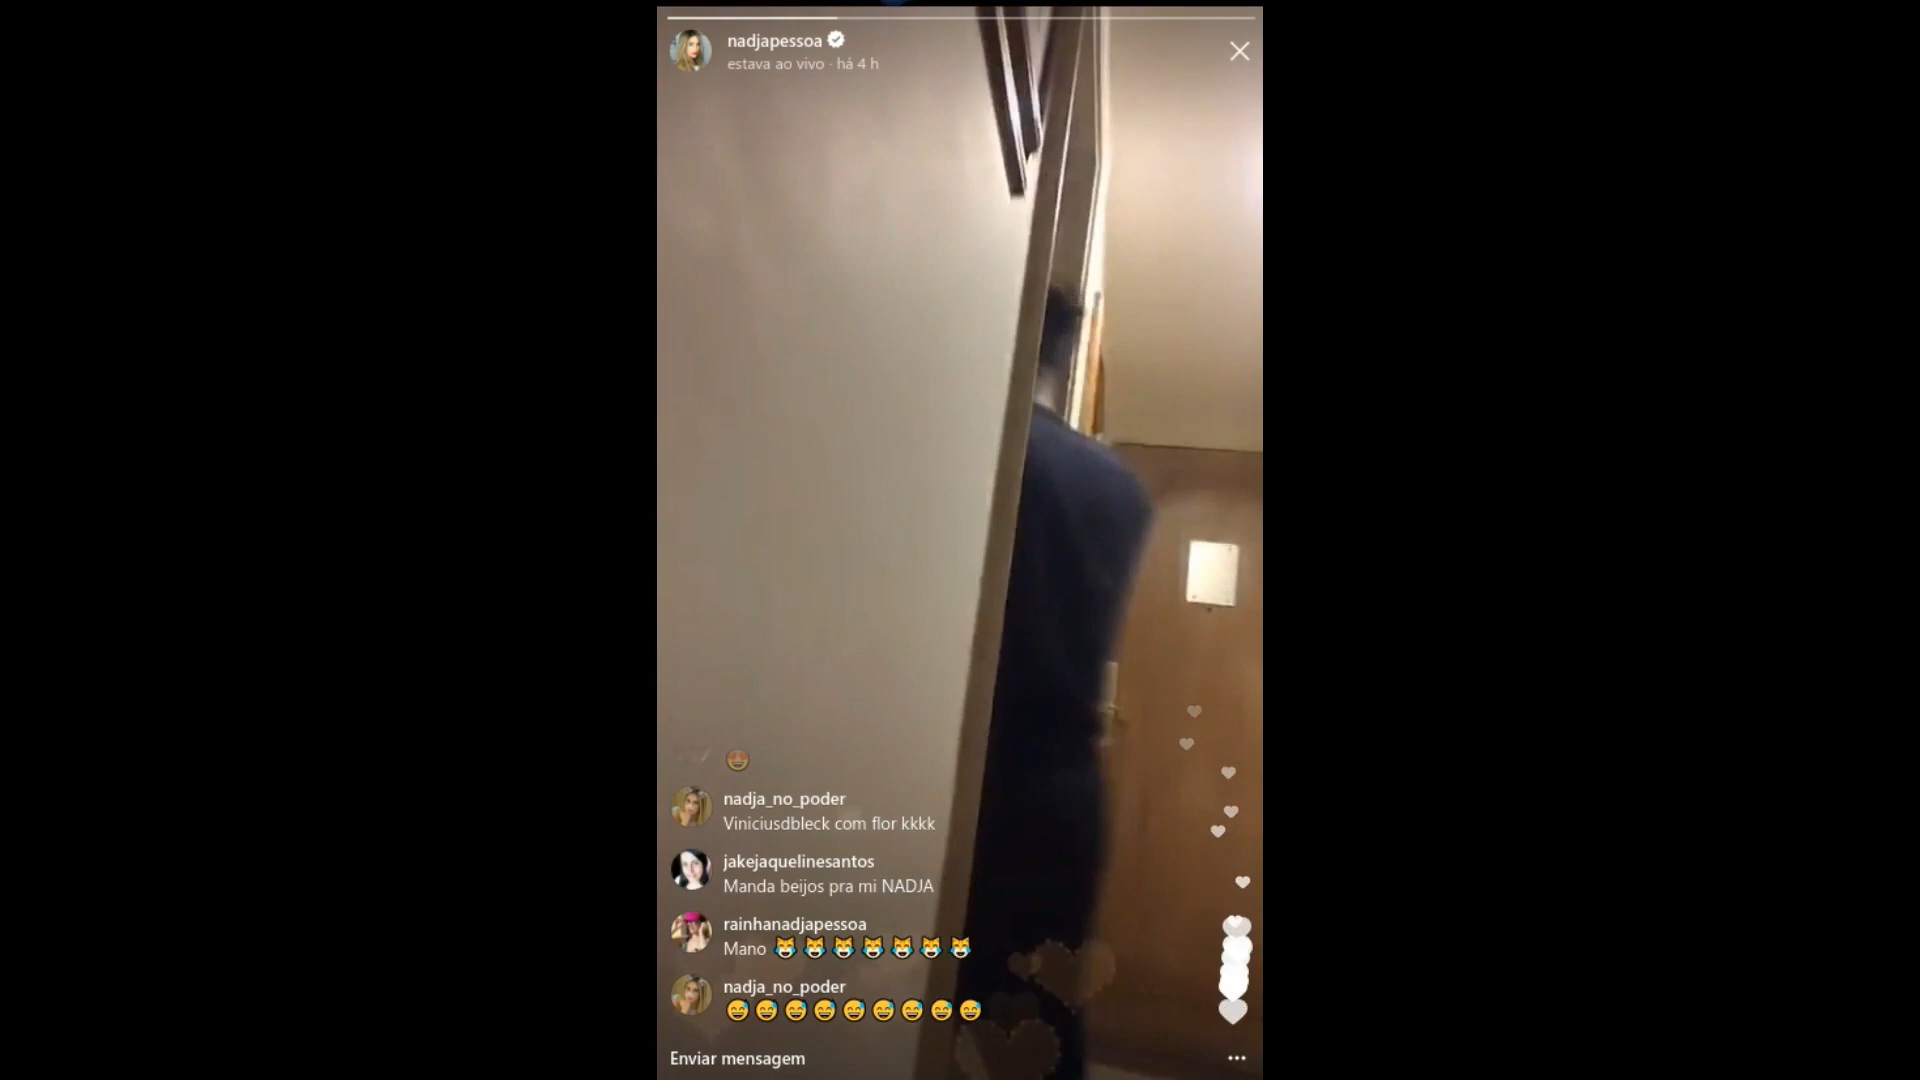 nadjapessoa
estava ao vivo · há 4 h
nadja_no_poder
Viniciusdbleck com flor kkkk
jakejaquelinesantos
Manda beijos pra mi NADJA
rainhanadjapessoa
Mano 😹😹😹😹😹😹😹
nadja_no_poder
😅😅😅😅😅😅😅😅😅
Enviar mensagem